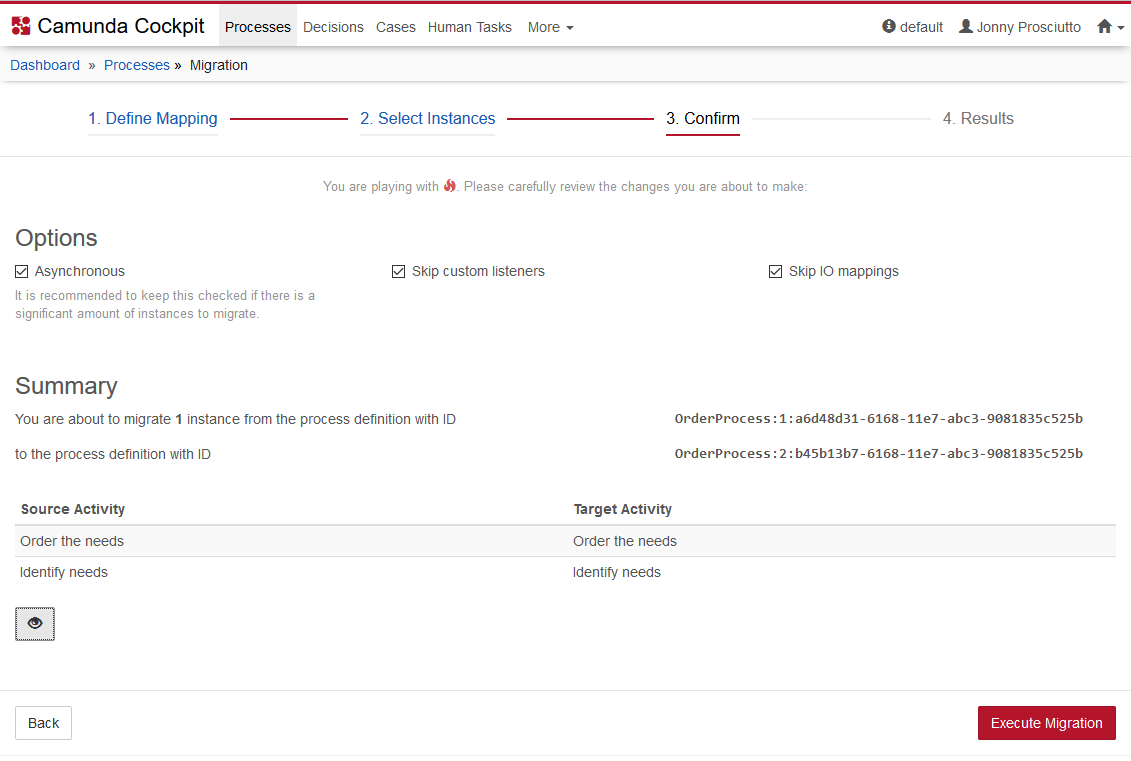 Camunda Cockpit Processes Decisions Cases Human Tasks More default Jonny Prosciutto
Dashboard » Processes » Migration
1. Define Mapping 2. Select Instances 3. Confirm 4. Results
You are playing with . Please carefully review the changes you are about to make:
Options
Asynchronous Skip custom listeners Skip IO mappings
It is recommended to keep this checked if there is a
significant amount of instances to migrate.
Summary
You are about to migrate 1 instance from the process definition with ID OrderProcess:1:a6d48d31-6168-11e7-abc3-9081835c525b
to the process definition with ID OrderProcess:2:b45b13b7-6168-11e7-abc3-9081835c525b
Source Activity Target Activity
Order the needs Order the needs
Identify needs Identify needs
Back Execute Migration